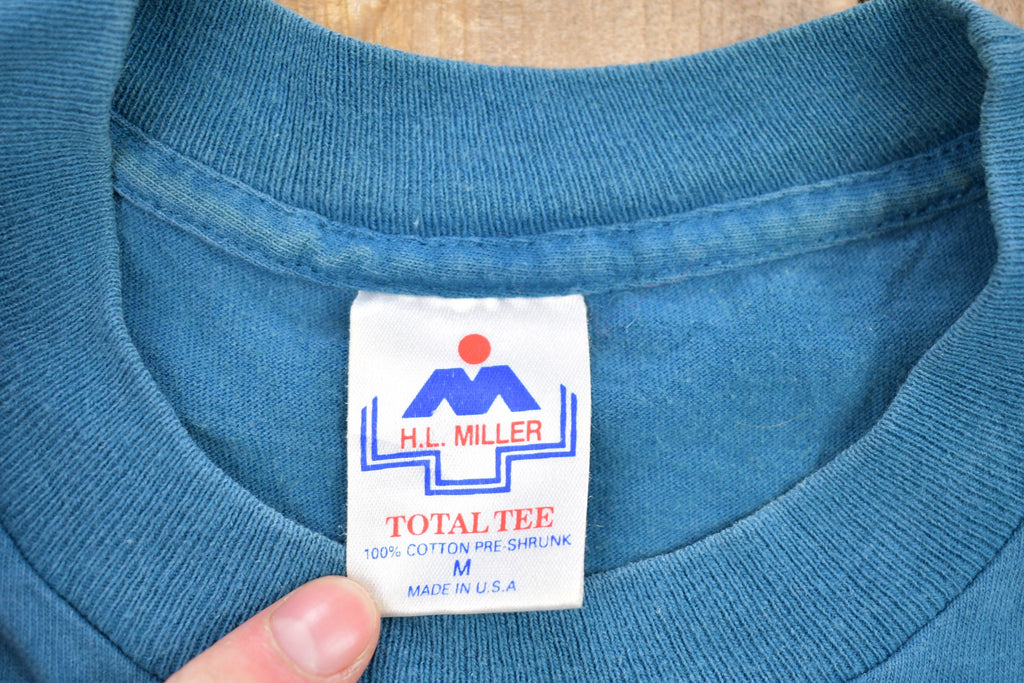 H.L. MILLER
TOTAL TEE
100% COTTON PRE-SHRUNK
M
MADE IN U.S.A